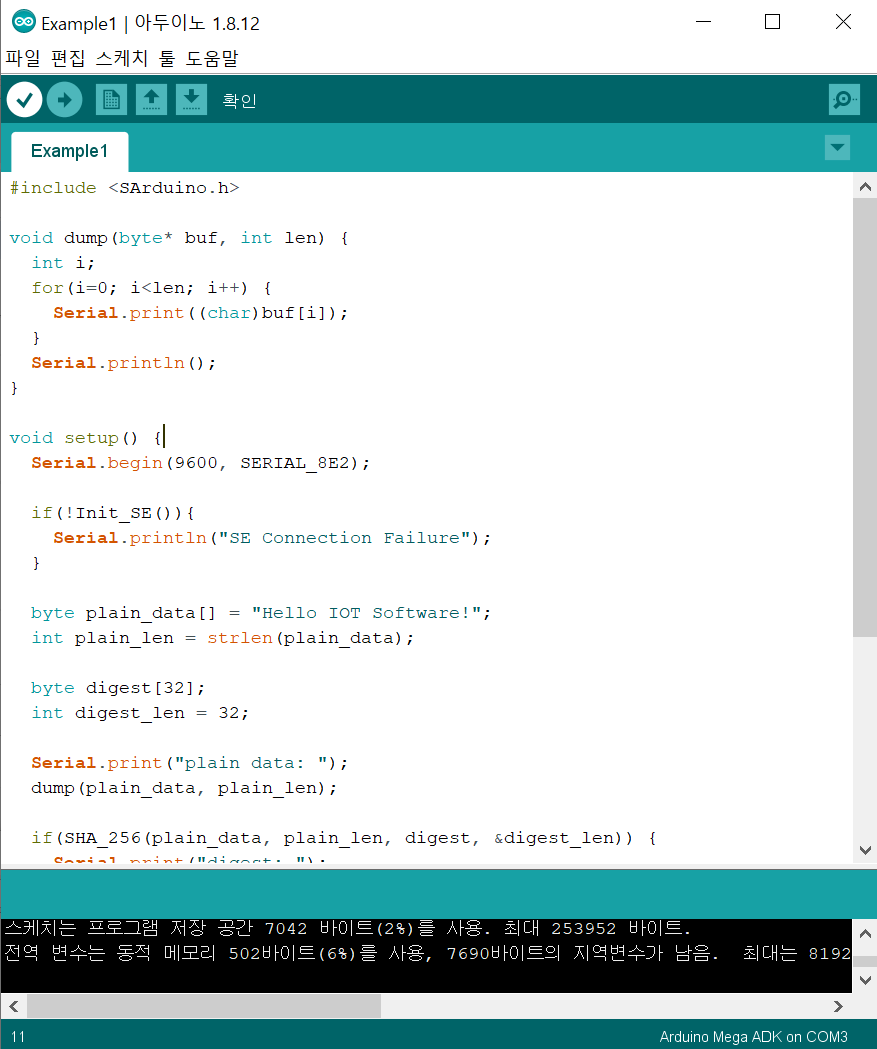 Example1 | 아두이노 1.8.12
파일 편집 스케치 툴 도움말
확인
Example1
#include <SArduino.h>
void dump(byte* buf, int len) {
int i;
for(i=0; i<len; i++) {
Serial.print((char)buf[i]);
}
Serial.println();
}
void setup() {
Serial.begin(9600, SERIAL_8E2);
if(!Init_SE()){
Serial.println("SE Connection Failure");
}
byte plain_data[] = "Hello IOT Software!";
int plain_len = strlen(plain_data);
byte digest[32];
int digest_len = 32;
Serial.print("plain data: ");
dump(plain_data, plain_len);
if(SHA_256(plain_data, plain_len, digest, &digest_len)) {
Serial.print("digest: ");
스케치는 프로그램 저장 공간 7042 바이트(2%)를 사용. 최대 253952 바이트.
전역 변수는 동적 메모리 502바이트(6%)를 사용, 7690바이트의 지역변수가 남음. 최대는 8192
11
Arduino Mega ADK on COM3